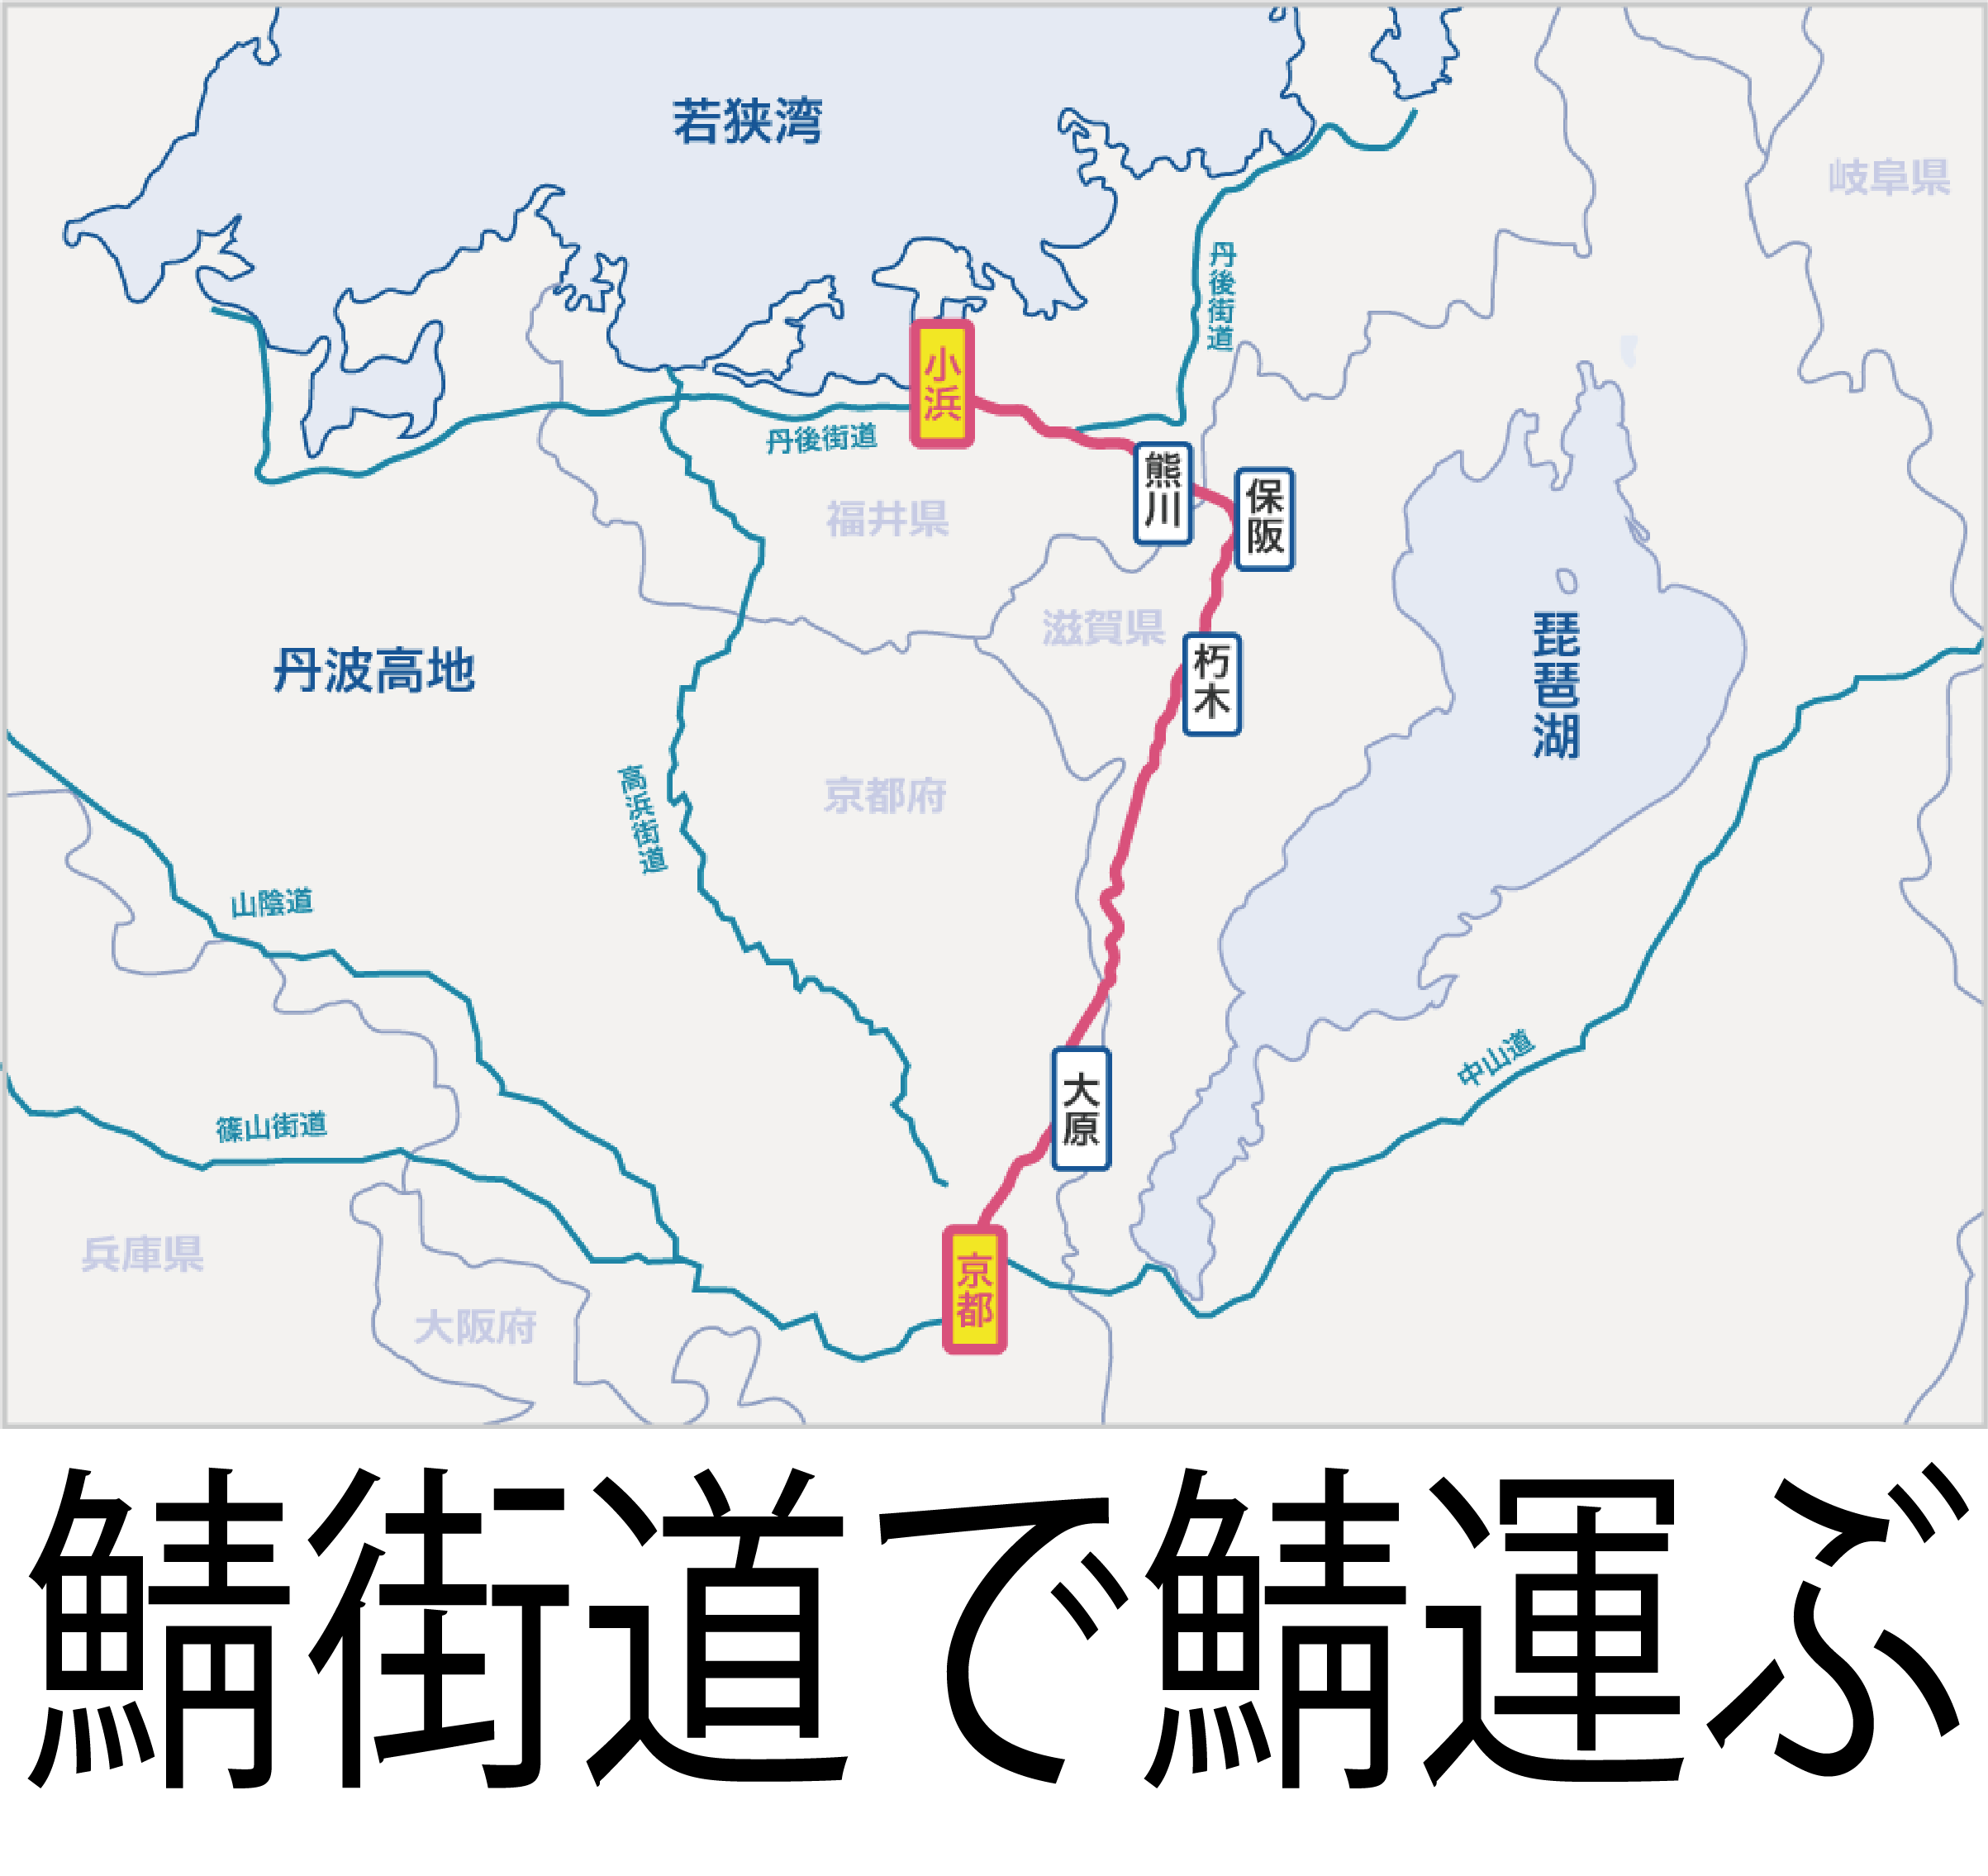 若狭湾
岐阜県
丹後街道
小浜
丹後街道
熊川
保阪
福井県
滋賀県
琵琶湖
朽木
丹波高地
京都府
高浜街道
山陰道
中山道
大原
篠山街道
兵庫県
京都
大阪府
鯖街道で鯖運ぶ